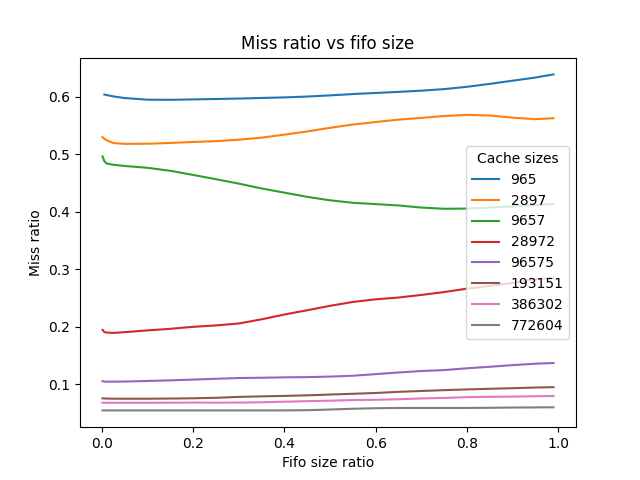 Miss ratio vs fifo size
Miss ratio
0.6
0.5
0.4
0.3
0.2
0.1
Cache sizes
965
2897
9657
28972
96575
193151
386302
772604
0.0 0.2 0.4 0.6 0.8 1.0
Fifo size ratio